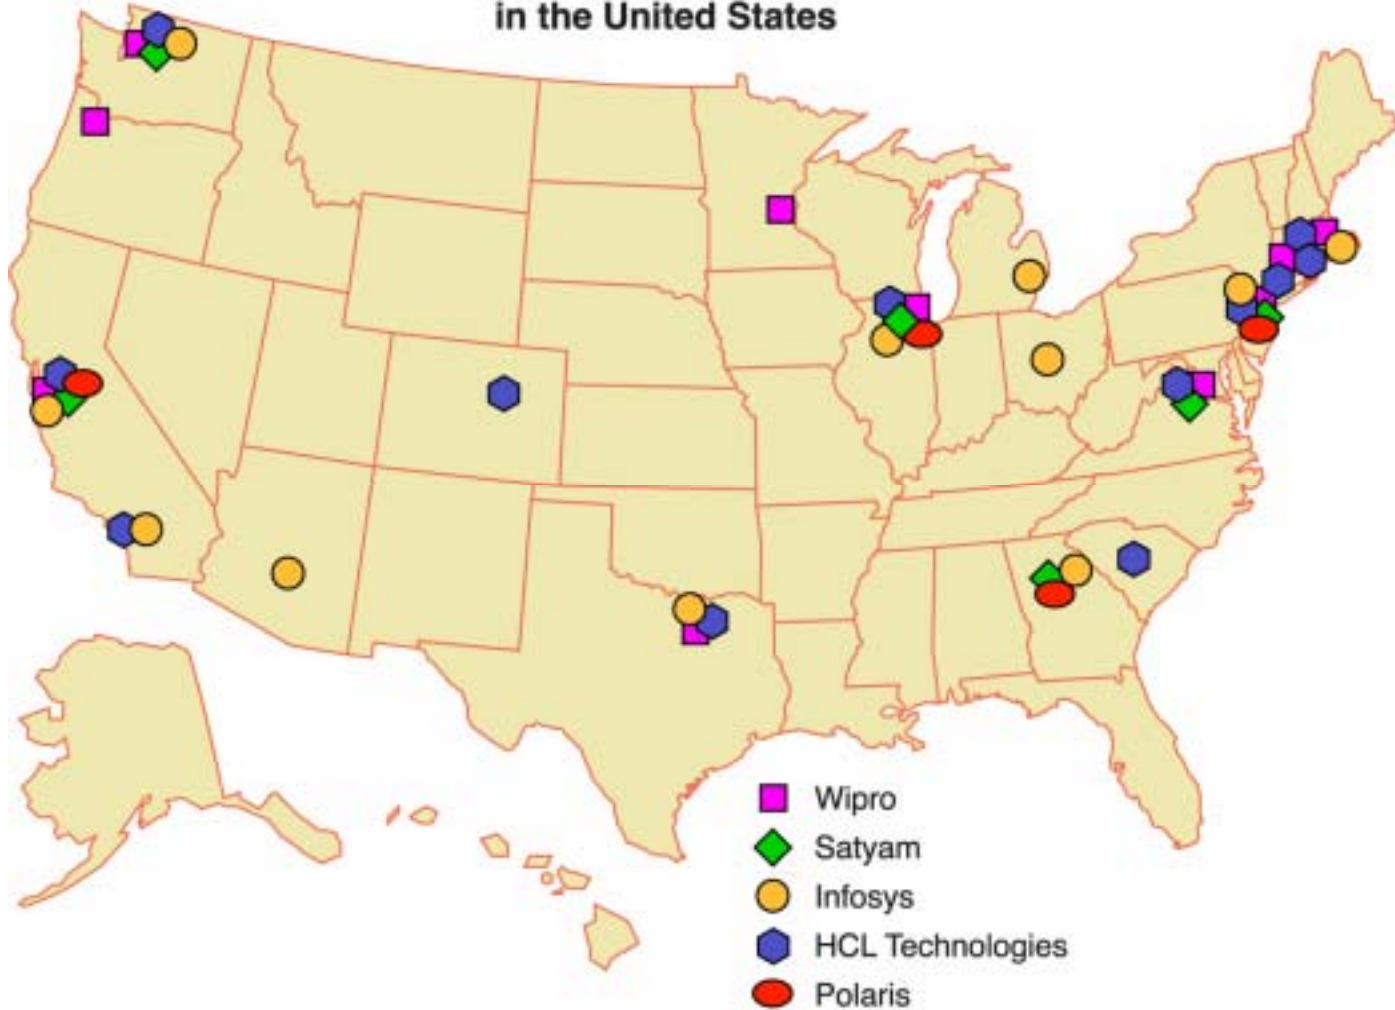 in the United States
Wipro
Satyam
Infosys
HCL Technologies
Polaris